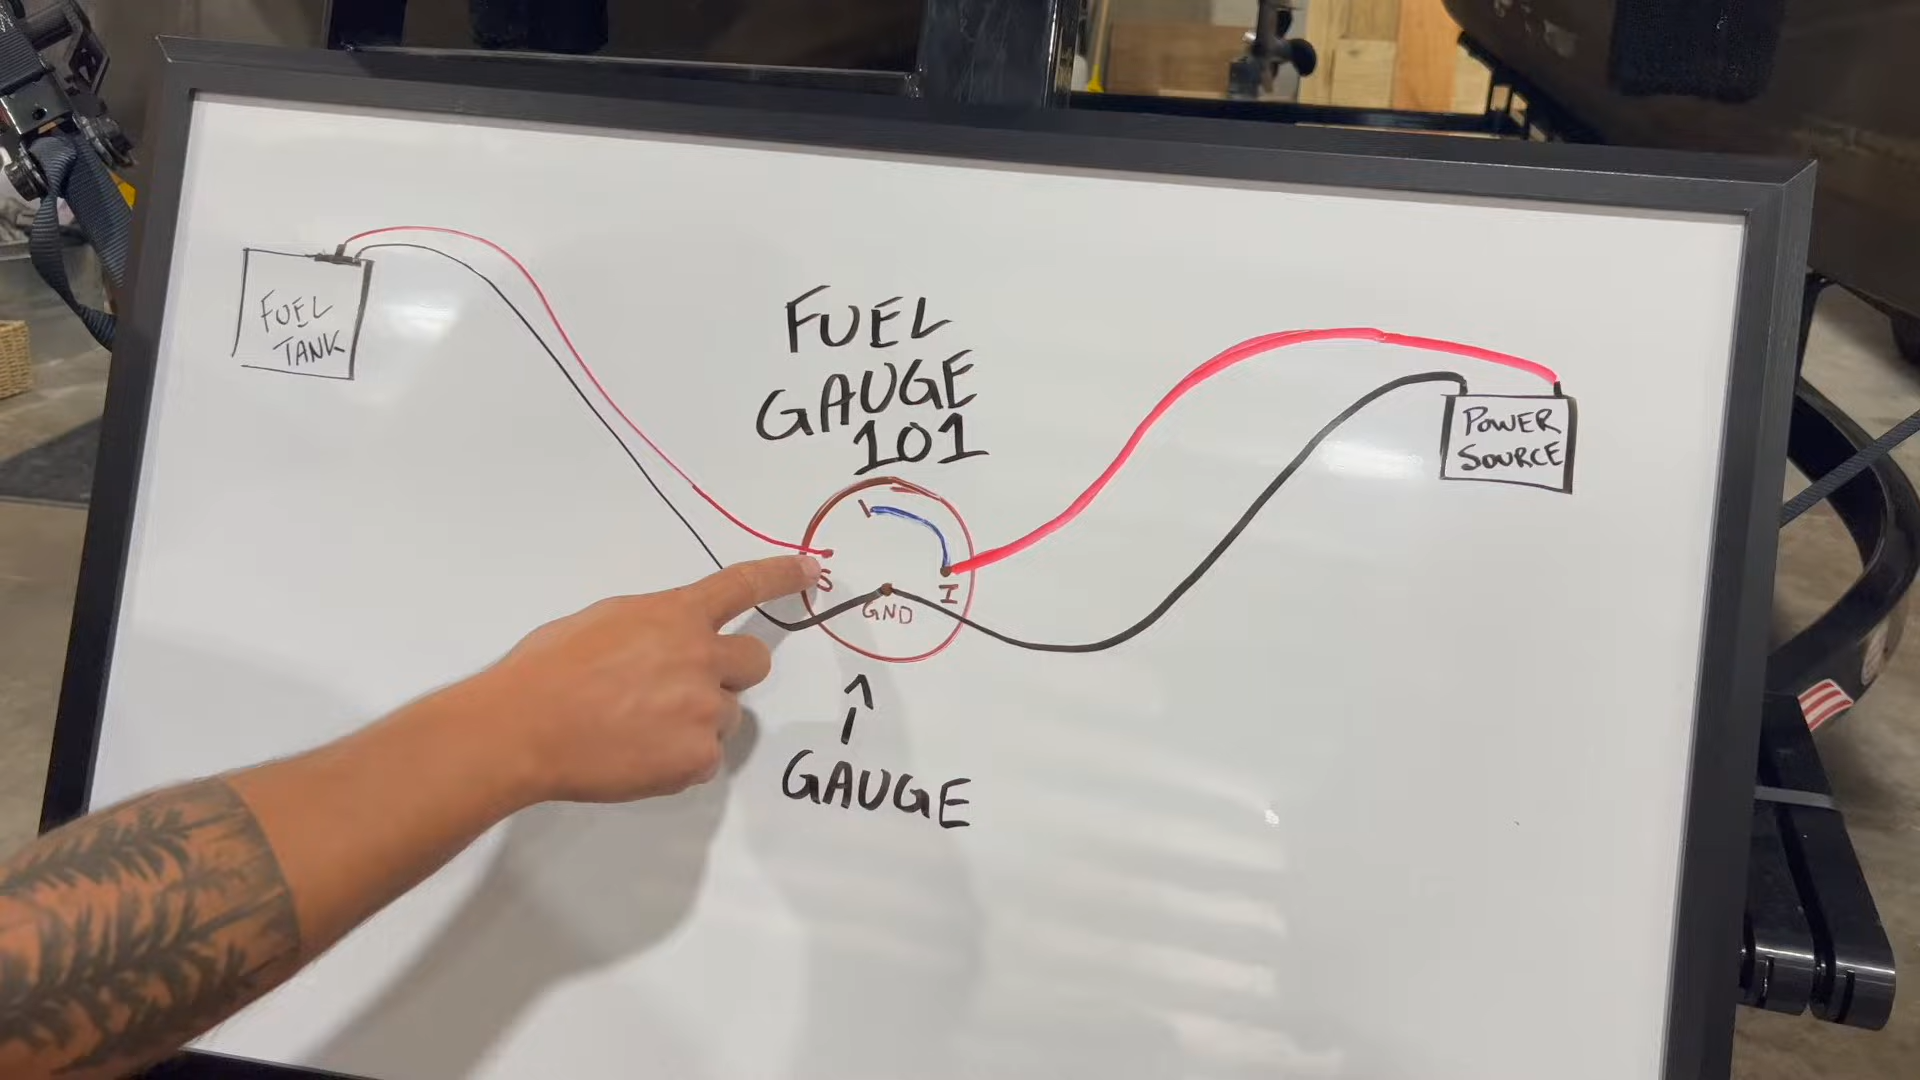 FUEL
GAUGE
101
FUEL
TANK
POWER
SOURCE
S
I
GND
GAUGE